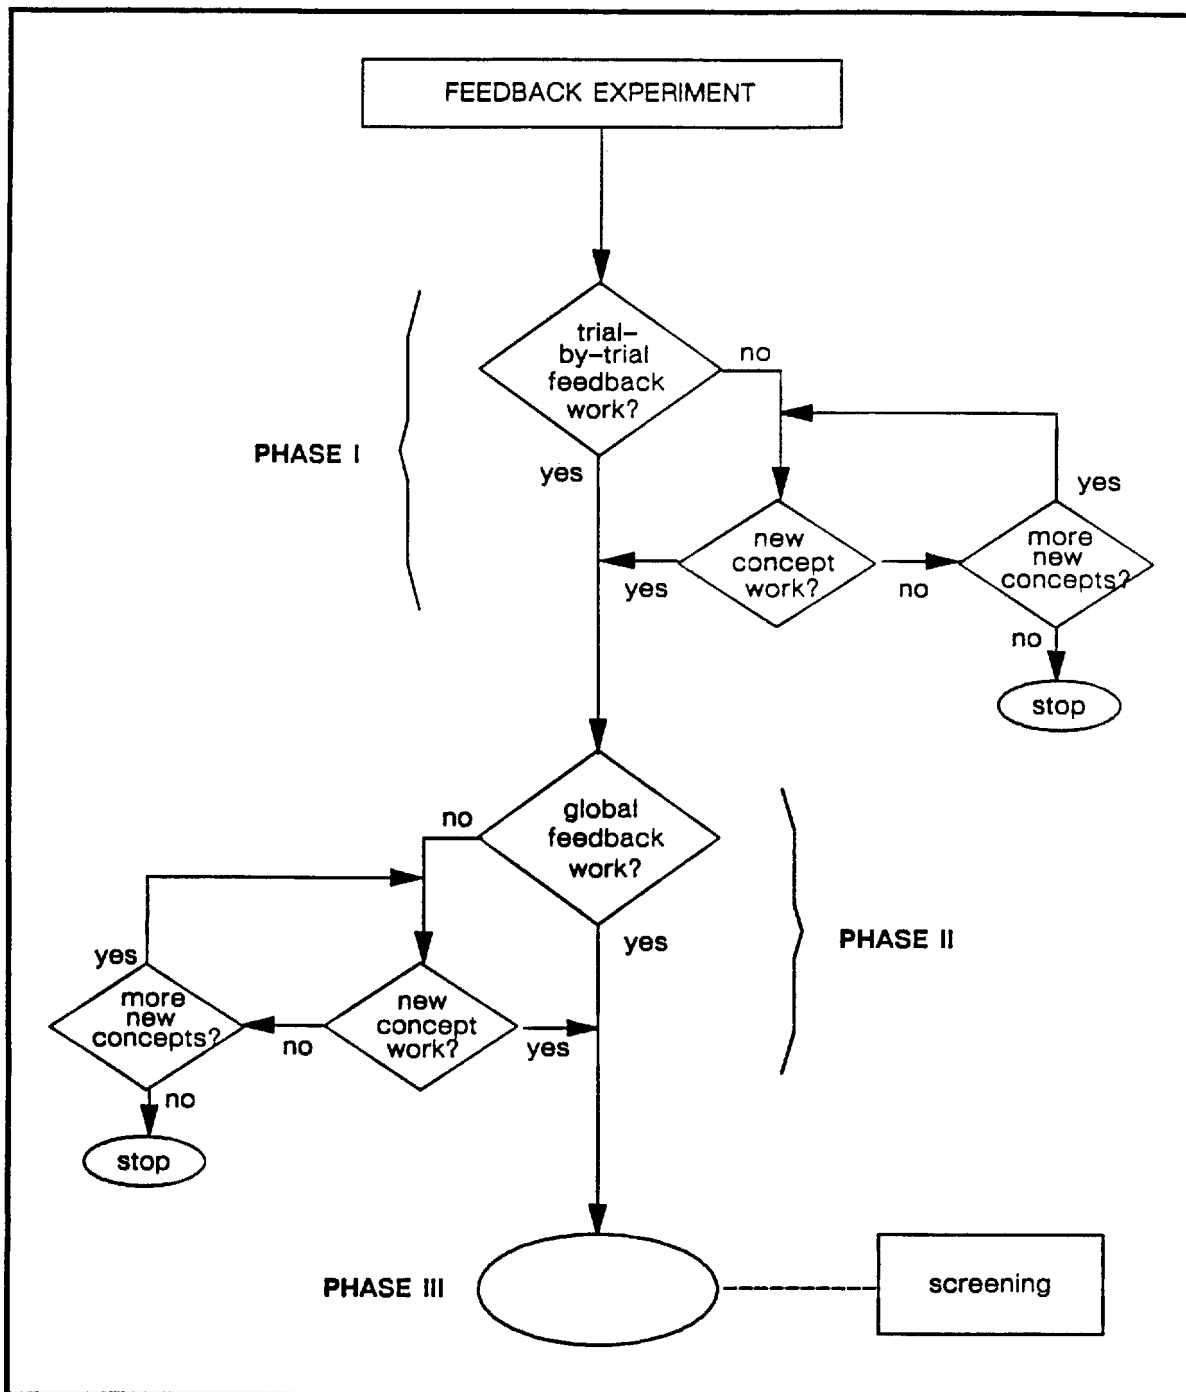 FEEDBACK EXPERIMENT
trial–
by–trial
feedback
work?
no
PHASE I
yes
yes
new
concept
work?
more
new
concepts?
yes
no
no
stop
global
feedback
work?
no
yes
PHASE II
yes
more
new
concepts?
new
concept
work?
no
yes
no
stop
PHASE III
screening